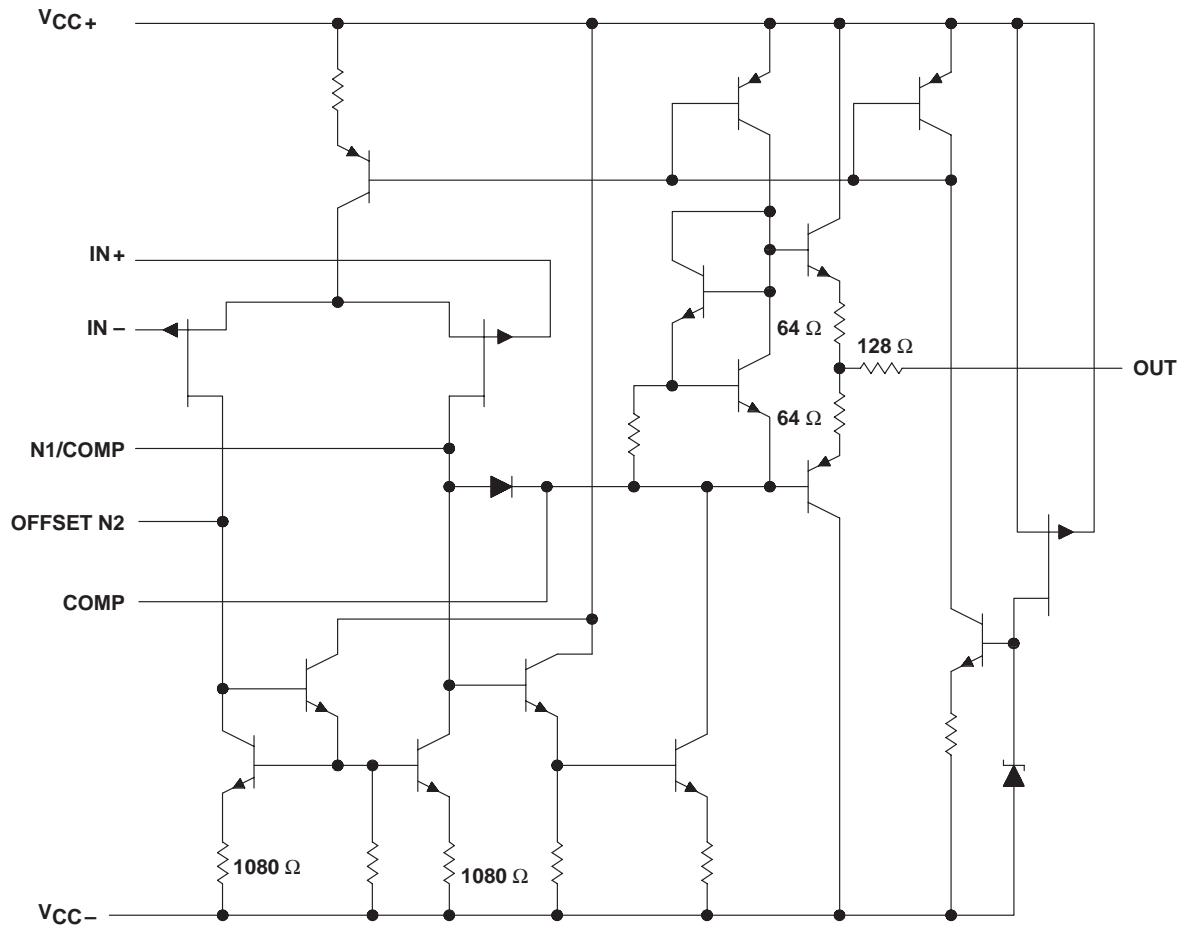 VCC+
IN+
IN−
64 Ω
128 Ω
OUT
64 Ω
N1/COMP
OFFSET N2
COMP
1080 Ω
1080 Ω
VCC−